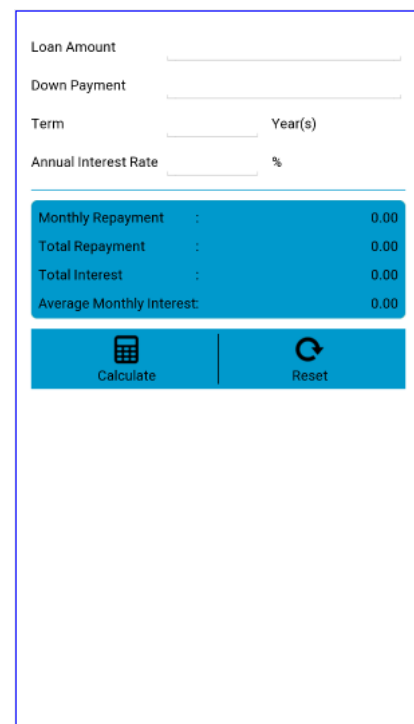 Loan Amount
Down Payment
Term Year(s)
Annual Interest Rate %
Monthly Repayment : 0.00
Total Repayment : 0.00
Total Interest : 0.00
Average Monthly Interest: 0.00
Calculate Reset